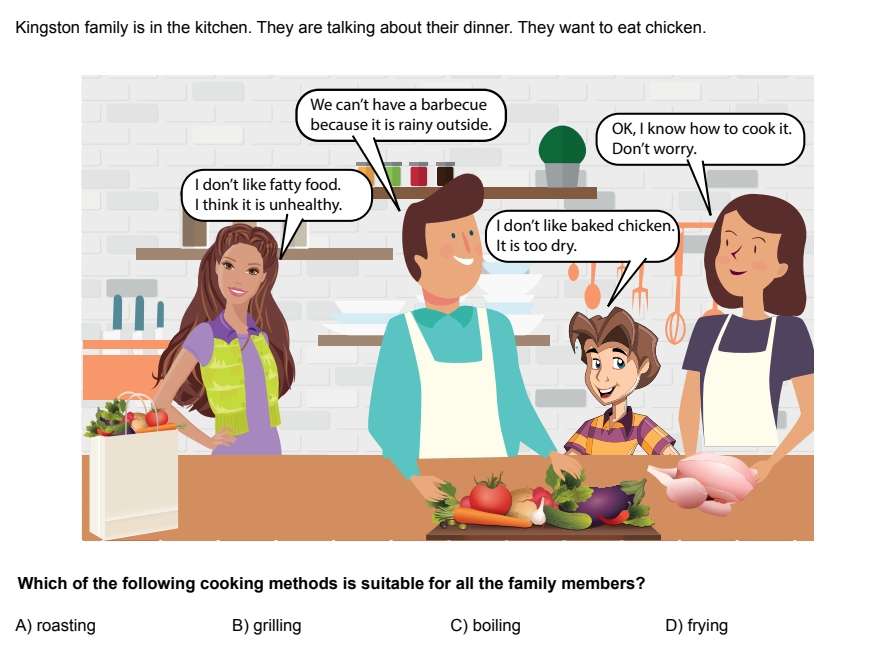 Kingston family is in the kitchen. They are talking about their dinner. They want to eat chicken.
We can't have a barbecue
because it is rainy outside.
OK, I know how to cook it.
Don't worry.
I don't like fatty food.
I think it is unhealthy.
I don't like baked chicken.
It is too dry.
Which of the following cooking methods is suitable for all the family members?
A) roasting B) grilling C) boiling D) frying